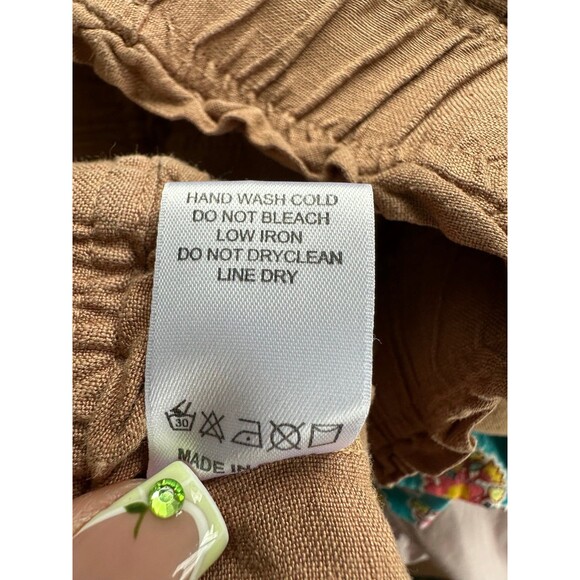 HAND WASH COLD
DO NOT BLEACH
LOW IRON
DO NOT DRYCLEAN
LINE DRY
30
MADE IN